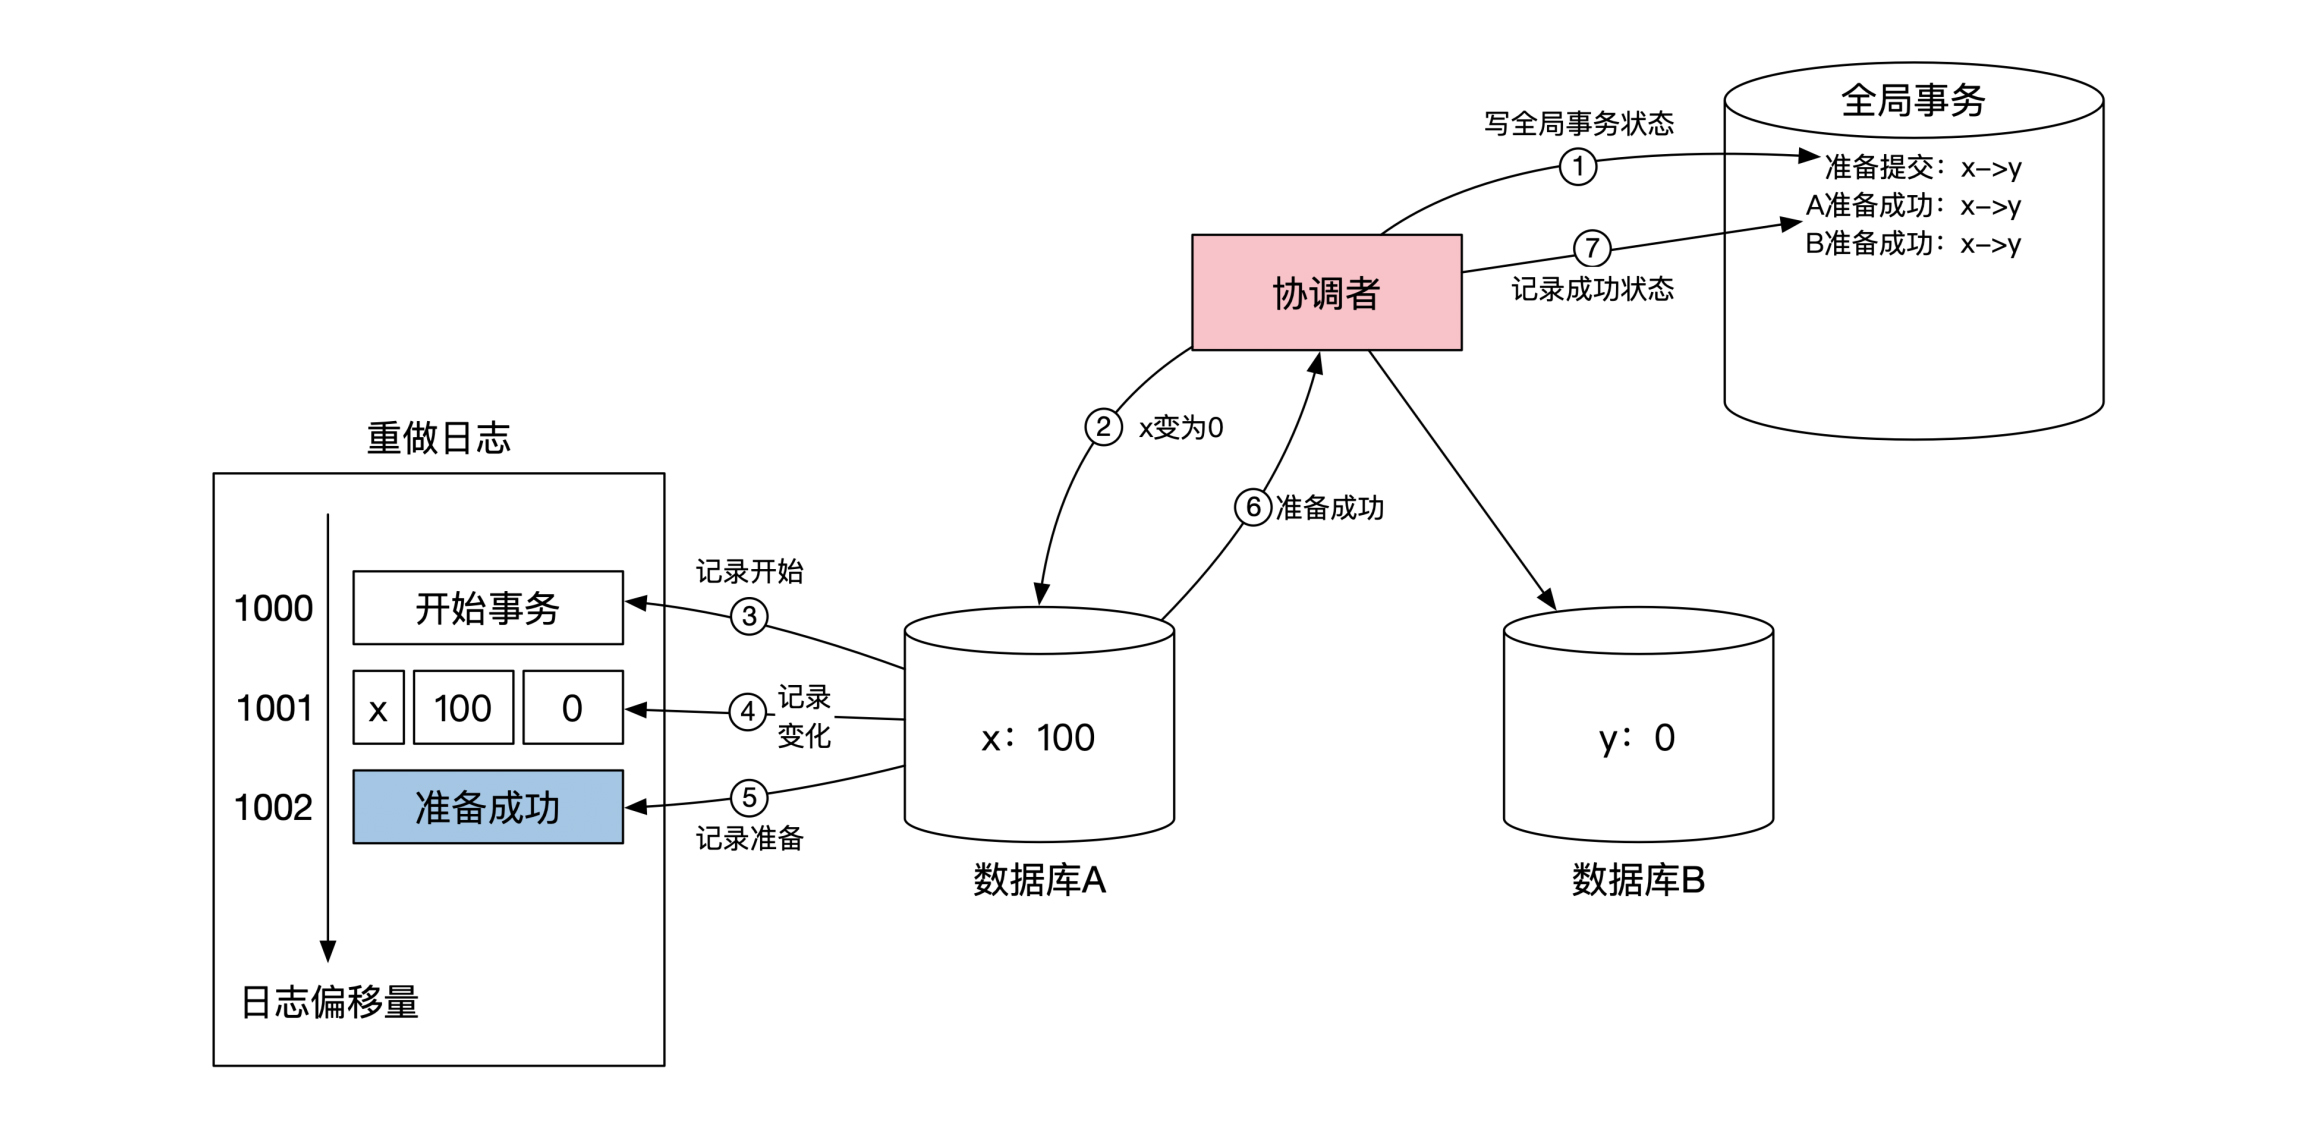 全局事务
写全局事务状态
①
准备提交：x->y
A准备成功：x->y
B准备成功：x->y
⑦
记录成功状态
协调者
② x变为0
⑥ 准备成功
重做日志
1000 开始事务
1001 x 100 0
1002 准备成功
日志偏移量
记录开始
③
④ 记录
变化
⑤
记录准备
x：100
数据库A
y：0
数据库B